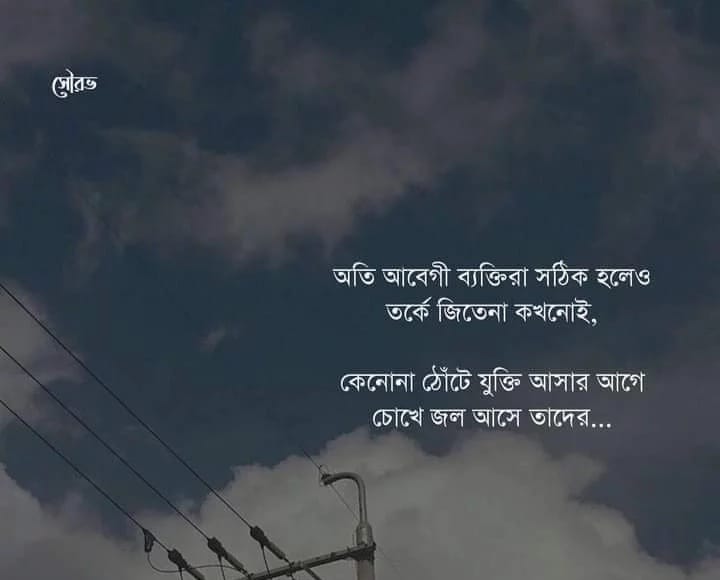 সৌরভ
অতি আবেগী ব্যক্তিরা সঠিক হলেও
তর্কে জিতেনা কখনোই,
কেনোনা ঠোঁটে যুক্তি আসার আগে
চোখে জল আসে তাদের...